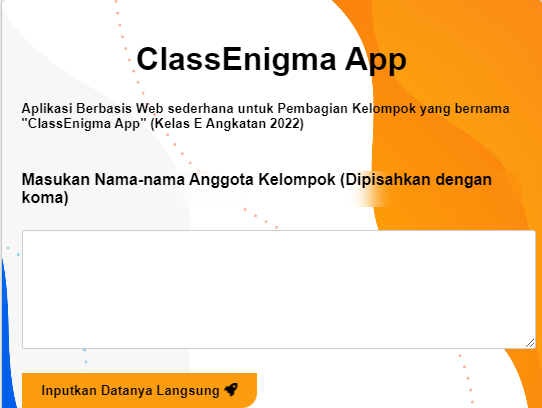 ClassEnigma App
Aplikasi Berbasis Web sederhana untuk Pembagian Kelompok yang bernama
"ClassEnigma App" (Kelas E Angkatan 2022)
Masukan Nama-nama Anggota Kelompok (Dipisahkan dengan
koma)
Inputkan Datanya Langsung